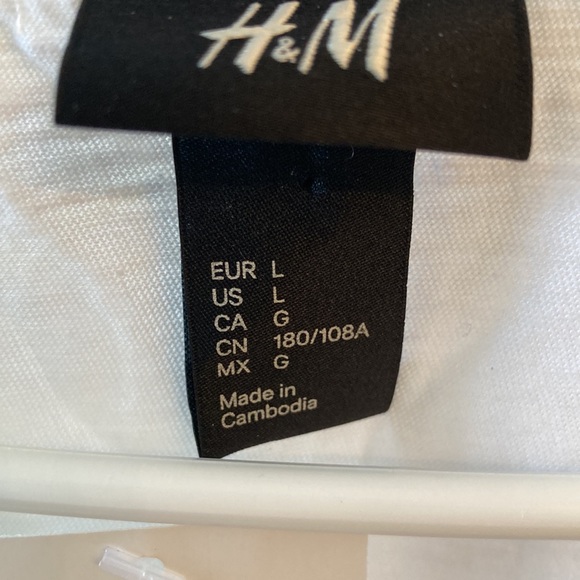 H&M
EUR L
US L
CA G
CN 180/108A
MX G
Made in
Cambodia